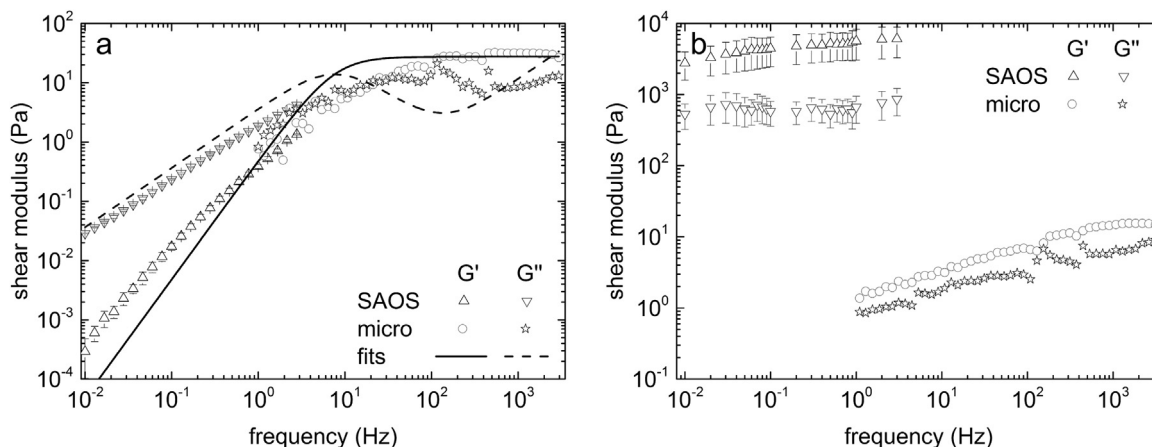 a
shear modulus (Pa)
10^2
10^1
10^0
10^-1
10^-2
10^-3
10^-4
10^-2 10^-1 10^0 10^1 10^2 10^3
frequency (Hz)
G' G"
SAOS
micro
fits
b
shear modulus (Pa)
10^4
10^3
10^2
10^1
10^0
10^-1
10^-2 10^-1 10^0 10^1 10^2 10^3
frequency (Hz)
G' G"
SAOS
micro